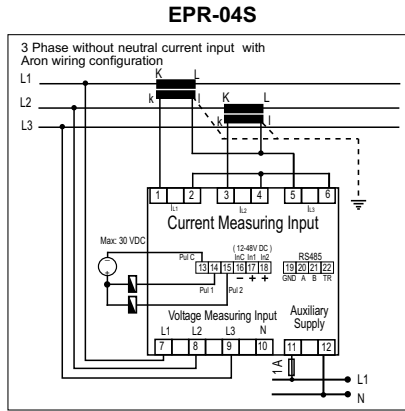 EPR-04S
3 Phase without neutral current input with
Aron wiring configuration
L1
K L
k l
L2
K L
k l
L3
1 2 3 4 5 6
IL1 IL2 IL3
Current Measuring Input
Max: 30 VDC
(12-48V DC)
Pul C
InC In1 In2
RS485
13 14 15 16 17 18
19 20 21 22
− + +
GND A B TR
Pul 1
Pul 2
Voltage Measuring Input
Auxiliary
Supply
L1 L2 L3 N
7 8 9 10 11 12
1 A
L1
N